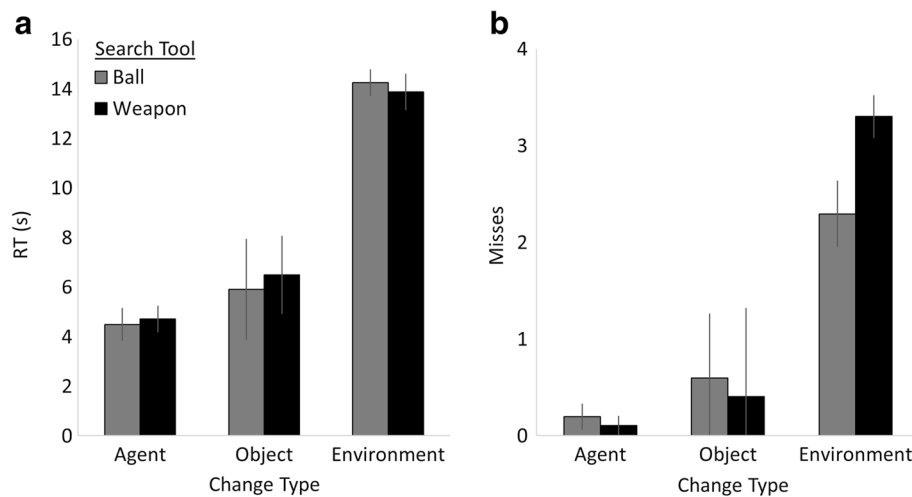 a
16
14
12
10
8
6
4
2
0
RT (s)
Search Tool
Ball
Weapon
Agent Object Environment
Change Type
b
4
3
2
1
0
Misses
Agent Object Environment
Change Type